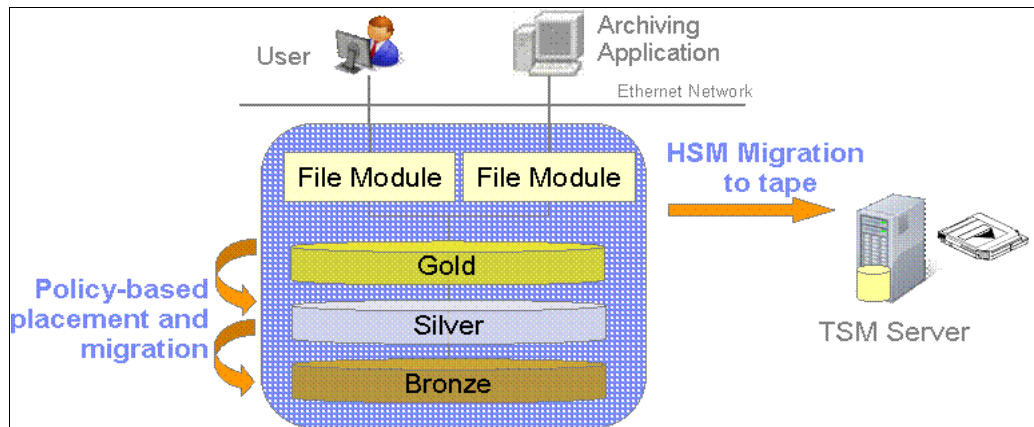 User
Archiving
Application
Ethernet Network
File Module
File Module
HSM Migration
to tape
Gold
Policy-based
placement and
migration
Silver
Bronze
TSM Server